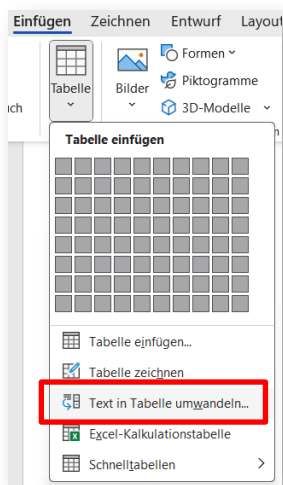 Einfügen Zeichnen Entwurf Layout
Tabelle
Bilder
Formen
Piktogramme
3D-Modelle
Tabelle einfügen
Tabelle einfügen...
Tabelle zeichnen
Text in Tabelle umwandeln...
Excel-Kalkulationstabelle
Schnelltabellen